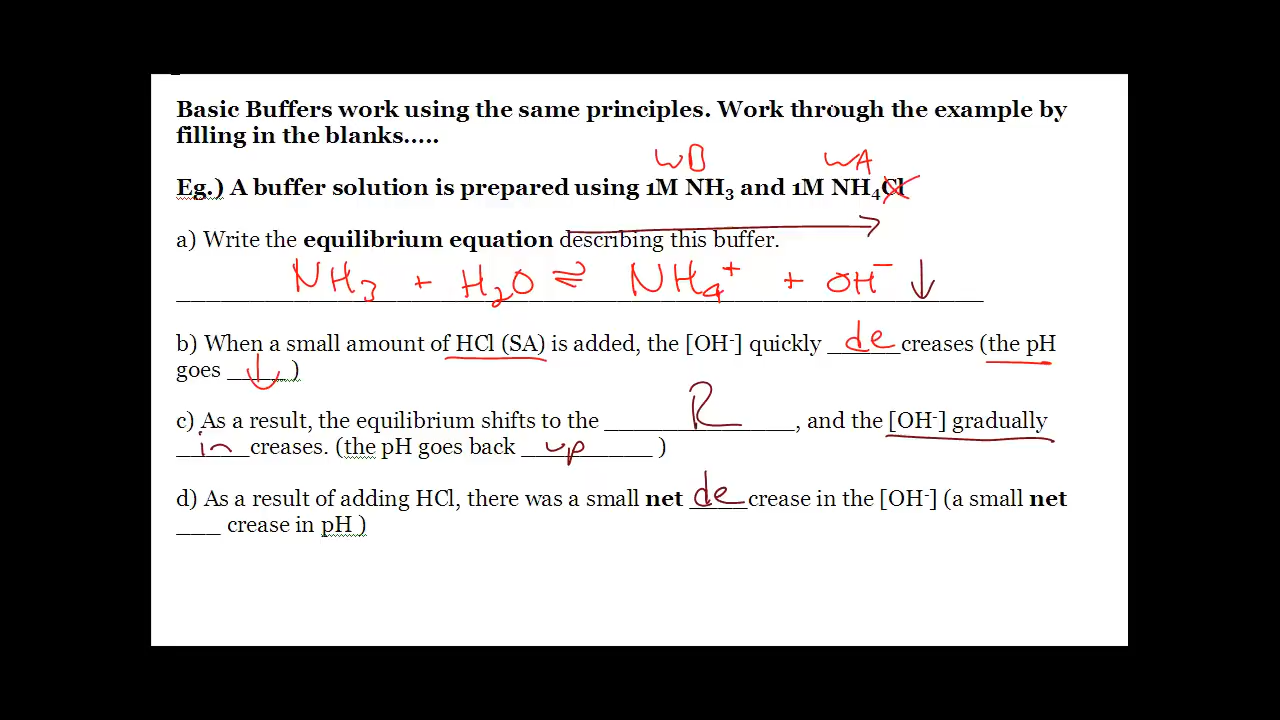 Basic Buffers work using the same principles. Work through the example by
filling in the blanks.....
WB WA
Eg.) A buffer solution is prepared using 1M NH₃ and 1M NH₄Cl
a) Write the equilibrium equation describing this buffer.
NH₃ + H₂O ⇌ NH₄⁺ + OH⁻ ↓
b) When a small amount of HCl (SA) is added, the [OH⁻] quickly de creases (the pH
goes ↓ )
c) As a result, the equilibrium shifts to the R , and the [OH⁻] gradually
in creases. (the pH goes back up )
d) As a result of adding HCl, there was a small net de crease in the [OH⁻] (a small net
___ crease in pH )